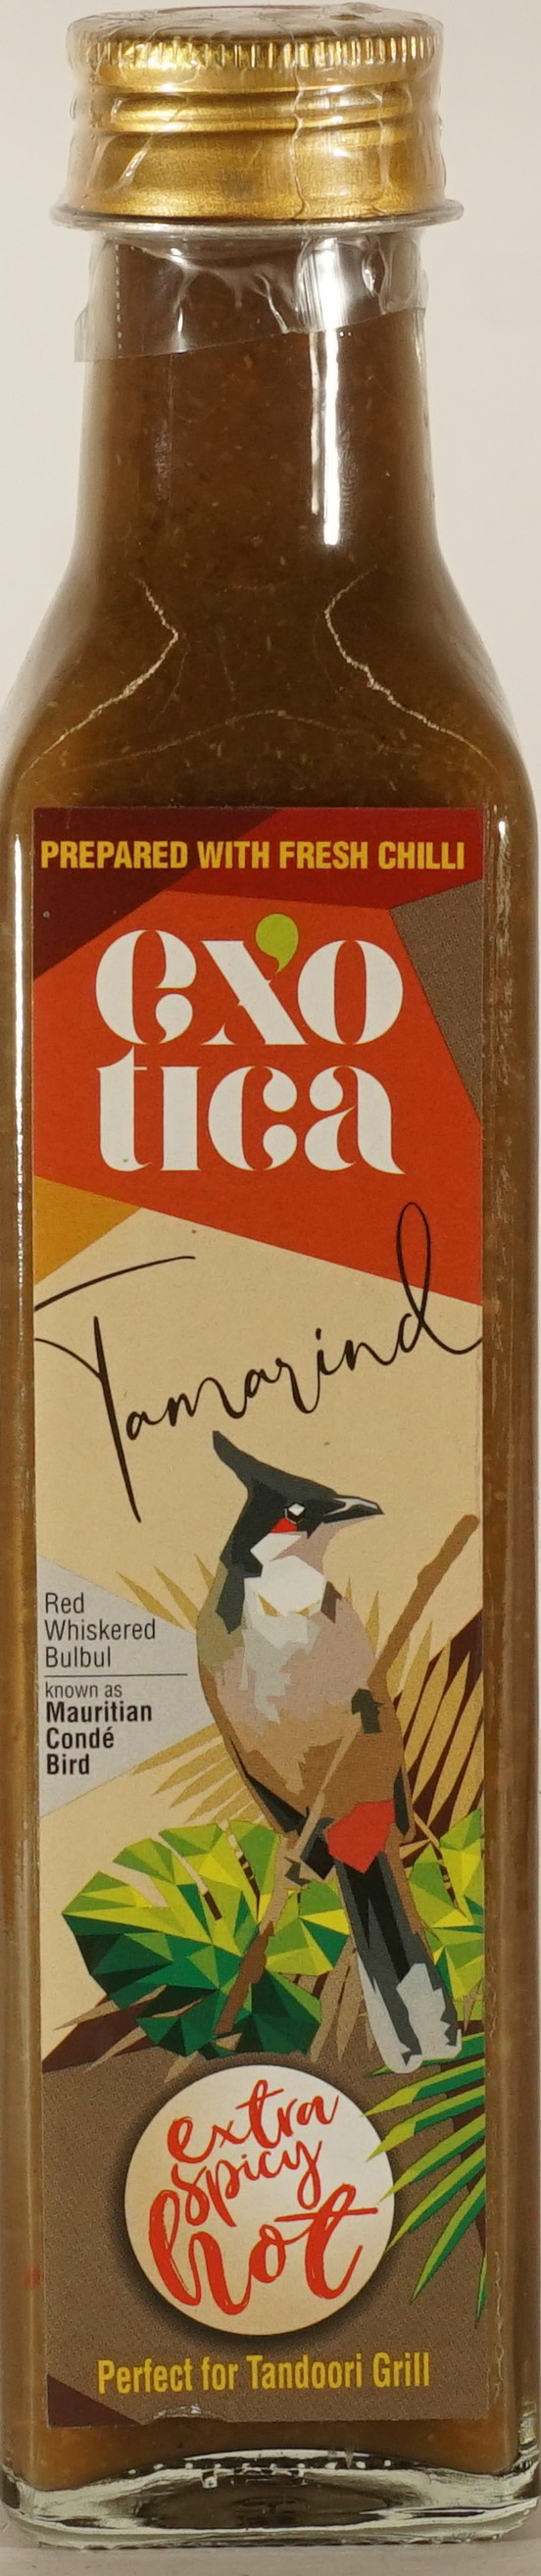 PREPARED WITH FRESH CHILLI
exo
tica
Tamarind
Red
Whiskered
Bulbul
known as
Mauritian
Condé
Bird
extra
spicy
hot
Perfect for Tandoori Grill